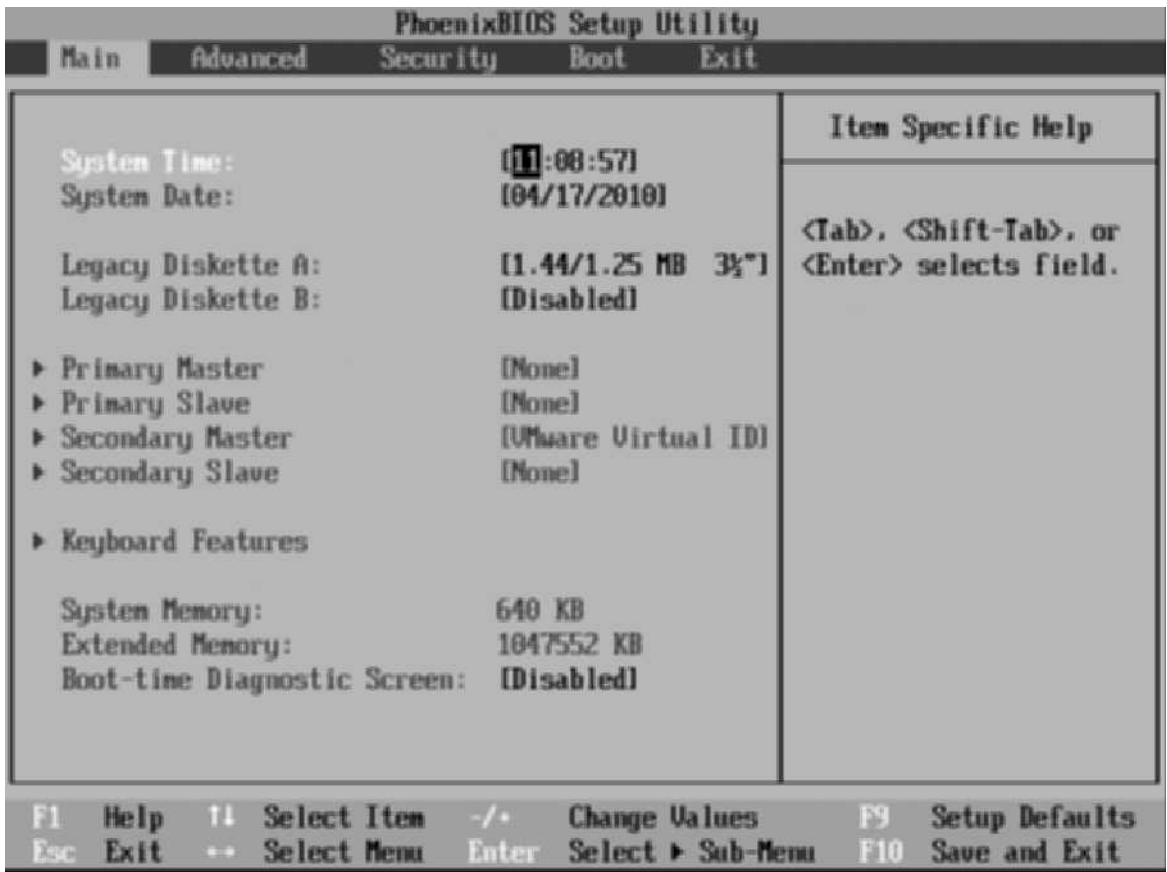 PhoenixBIOS Setup Utility
Main Advanced Security Boot Exit
Item Specific Help
System Time: [11:08:57]
System Date: [04/17/2010]
<Tab>, <Shift-Tab>, or
<Enter> selects field.
Legacy Diskette A: [1.44/1.25 MB 3½"]
Legacy Diskette B: [Disabled]
▶ Primary Master [None]
▶ Primary Slave [None]
▶ Secondary Master [VMware Virtual ID]
▶ Secondary Slave [None]
▶ Keyboard Features
System Memory: 640 KB
Extended Memory: 1047552 KB
Boot-time Diagnostic Screen: [Disabled]
F1 Help ↑↓ Select Item -/+ Change Values F9 Setup Defaults
Esc Exit ↔ Select Menu Enter Select ▶ Sub-Menu F10 Save and Exit